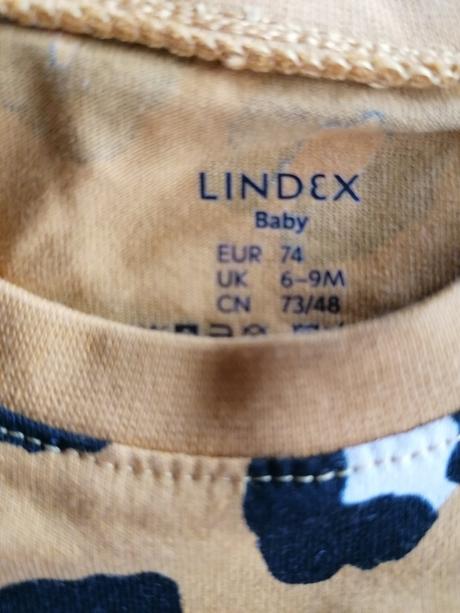 LINDEX
Baby
EUR 74
UK 6-9M
CN 73/48